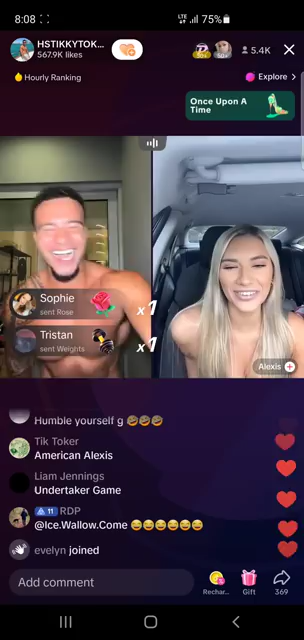 8:08
LTE
75%
HSTIKKYTOK...
567.9K likes
5.4K
Hourly Ranking
Explore >
Once Upon A
Time
Sophie
sent Rose
x1
Tristan
sent Weights
x1
Alexis
Humble yourself g 🤣🤣🤣
Tik Toker
American Alexis
Liam Jennings
Undertaker Game
11 RDP
@Ice.Wallow.Come 😂😂😂😂😂😂
evelyn joined
Add comment
Rechar...
Gift
369